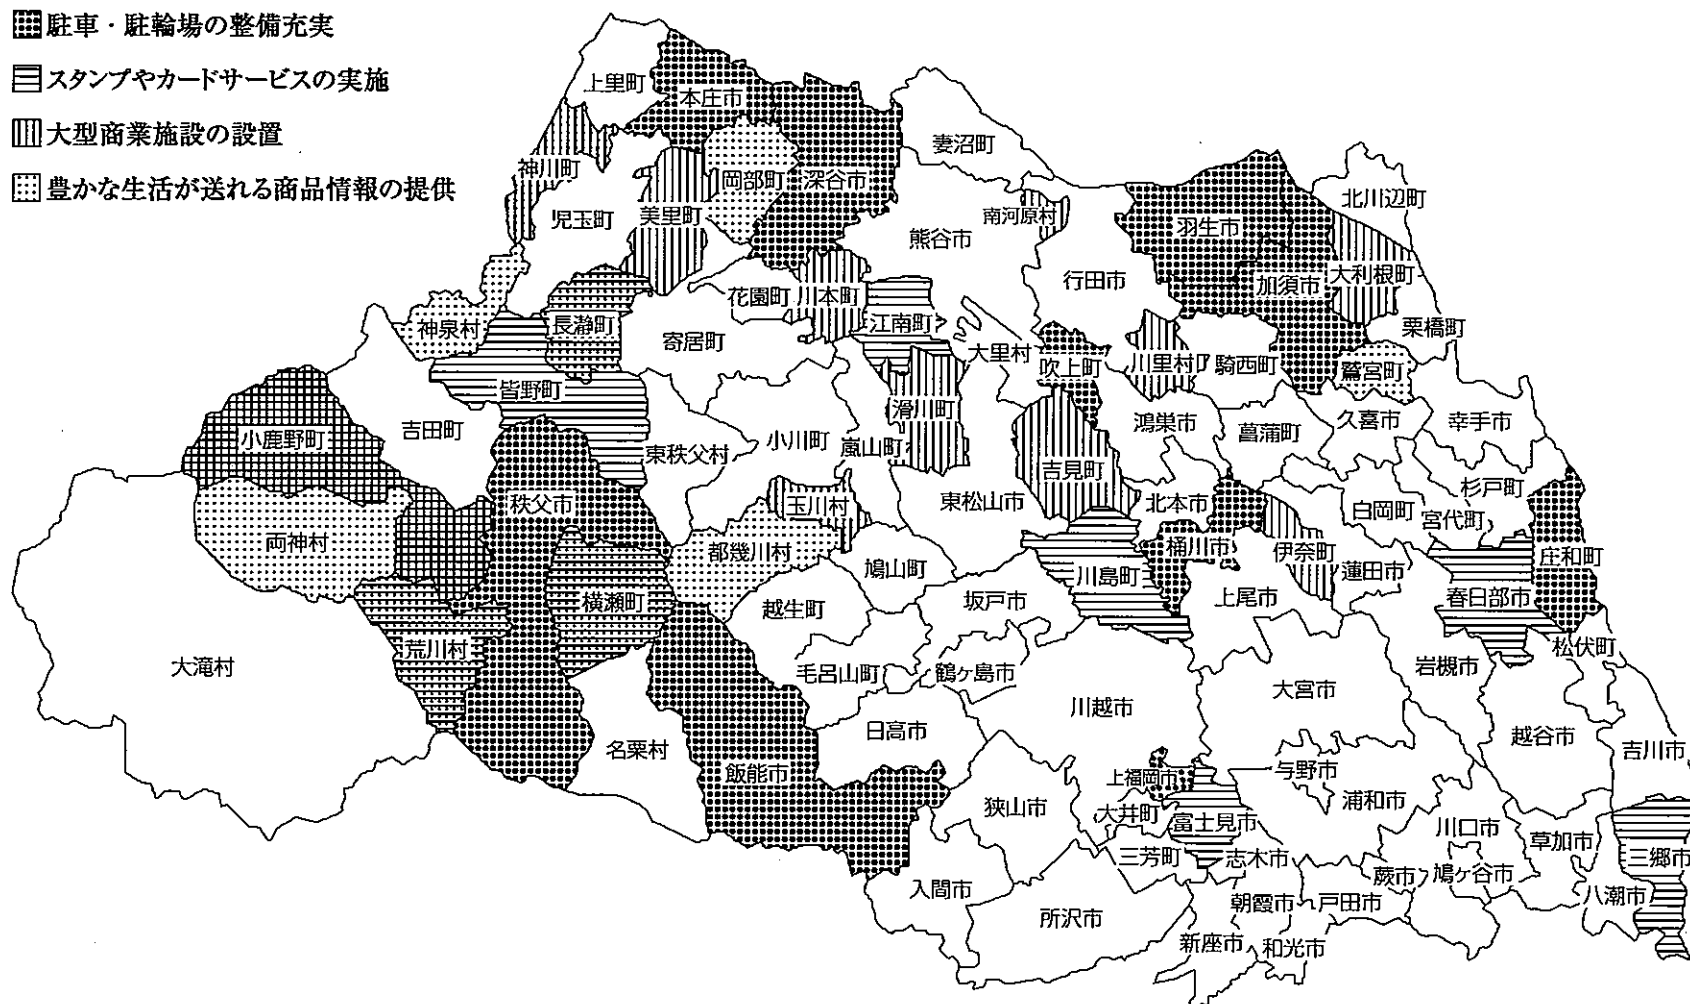 駐車・駐輪場の整備充実
スタンプやカードサービスの実施
大型商業施設の設置
豊かな生活が送れる商品情報の提供
上里町
本庄市
妻沼町
神川町
岡部町
深谷市
北川辺町
児玉町
美里町
南河原村
熊谷市
羽生市
行田市
加須市
大利根町
神泉村
長瀞町
花園町
川本町
江南町
栗橋町
寄居町
大里村
吹上町
川里村
騎西町
鷲宮町
皆野町
吉田町
小鹿野町
滑川町
鴻巣市
菖蒲町
久喜市
幸手市
東秩父村
小川町
嵐山町
吉見町
杉戸町
秩父市
玉川村
東松山市
北本市
白岡町
宮代町
両神村
都幾川村
鳩山町
桶川市
伊奈町
蓮田市
庄和町
川島町
横瀬町
越生町
坂戸市
上尾市
春日部市
荒川村
松伏町
大滝村
毛呂山町
鶴ヶ島市
岩槻市
大宮市
川越市
名栗村
日高市
越谷市
吉川市
飯能市
上福岡市
与野市
狭山市
大井町
富士見市
浦和市
川口市
草加市
三芳町
志木市
三郷市
蕨市
鳩ヶ谷市
入間市
八潮市
所沢市
朝霞市
戸田市
新座市
和光市